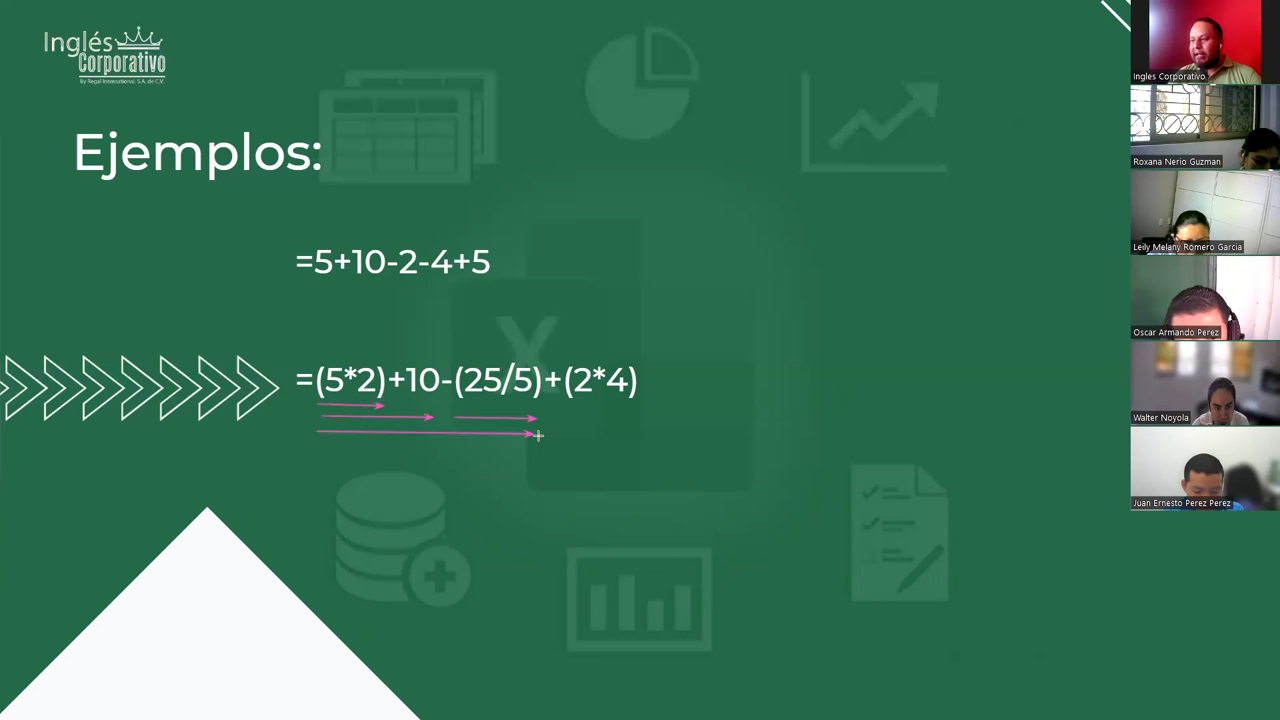 Inglés
Corporativo
By Regal International, S.A. de C.V.
Ejemplos:
=5+10-2-4+5
=(5*2)+10-(25/5)+(2*4)
X
Ingles Corporativo
Roxana Nerio Guzman
Leily Melany Romero Garcia
Oscar Armando Perez
Walter Noyola
Juan Ernesto Perez Perez